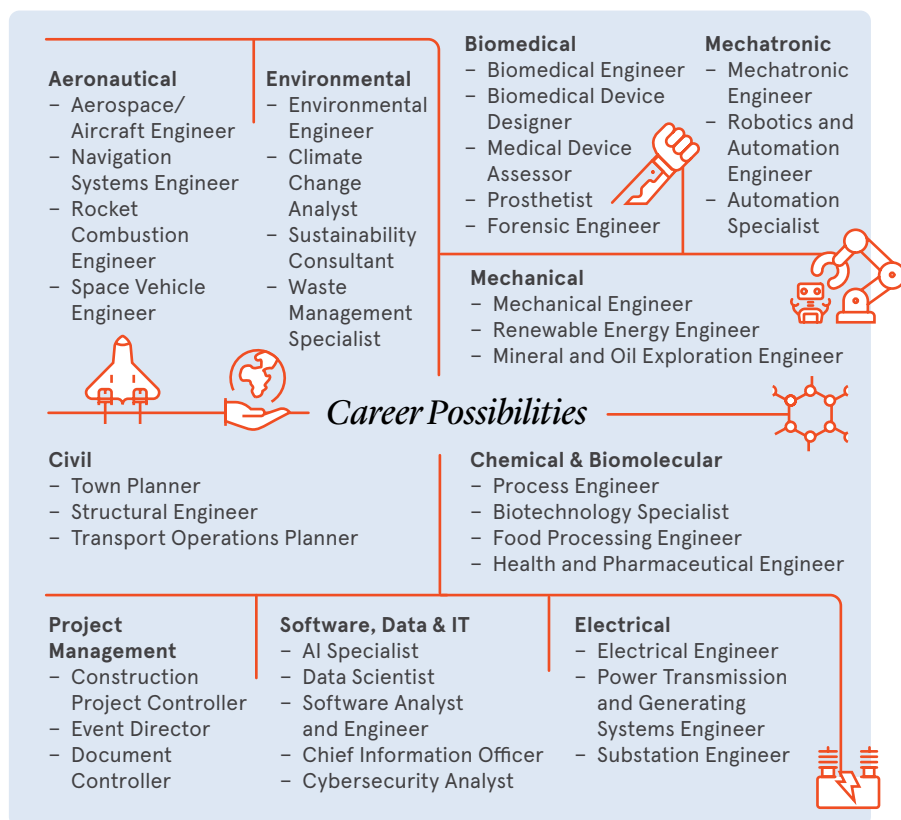 Aeronautical
– Aerospace/
Aircraft Engineer
– Navigation
Systems Engineer
– Rocket
Combustion
Engineer
– Space Vehicle
Engineer
Environmental
– Environmental
Engineer
– Climate
Change
Analyst
– Sustainability
Consultant
– Waste
Management
Specialist
Biomedical
– Biomedical Engineer
– Biomedical Device
Designer
– Medical Device
Assessor
– Prosthetist
– Forensic Engineer
Mechatronic
– Mechatronic
Engineer
– Robotics and
Automation
Engineer
– Automation
Specialist
Mechanical
– Mechanical Engineer
– Renewable Energy Engineer
– Mineral and Oil Exploration Engineer
Career Possibilities
Civil
– Town Planner
– Structural Engineer
– Transport Operations Planner
Chemical & Biomolecular
– Process Engineer
– Biotechnology Specialist
– Food Processing Engineer
– Health and Pharmaceutical Engineer
Project
Management
– Construction
Project Controller
– Event Director
– Document
Controller
Software, Data & IT
– AI Specialist
– Data Scientist
– Software Analyst
and Engineer
– Chief Information Officer
– Cybersecurity Analyst
Electrical
– Electrical Engineer
– Power Transmission
and Generating
Systems Engineer
– Substation Engineer